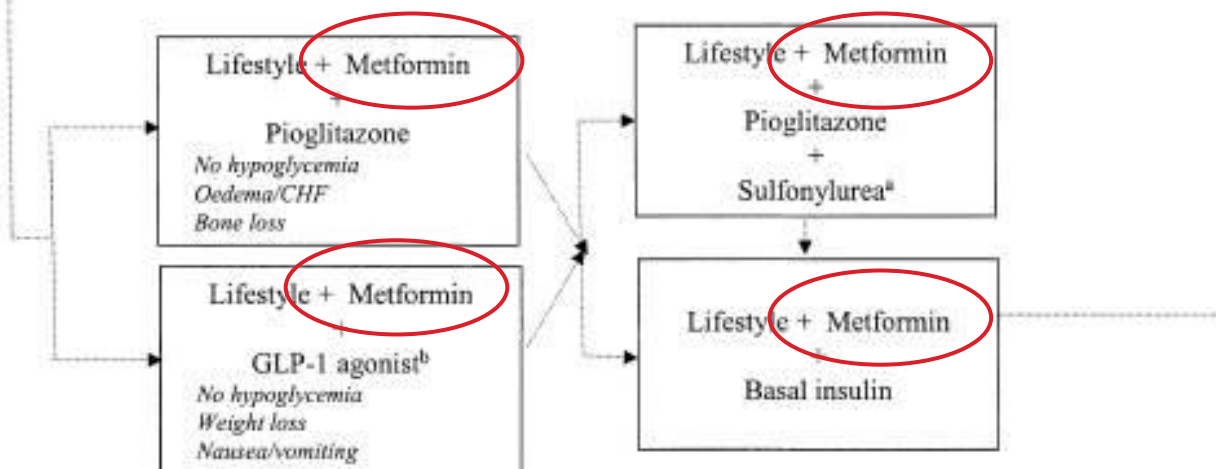 Lifestyle + Metformin
+
Pioglitazone
No hypoglycemia
Oedema/CHF
Bone loss
Lifestyle + Metformin
+
GLP-1 agonistᵇ
No hypoglycemia
Weight loss
Nausea/vomiting
Lifestyle + Metformin
+
Pioglitazone
+
Sulfonylureaᵃ
Lifestyle + Metformin
+
Basal insulin